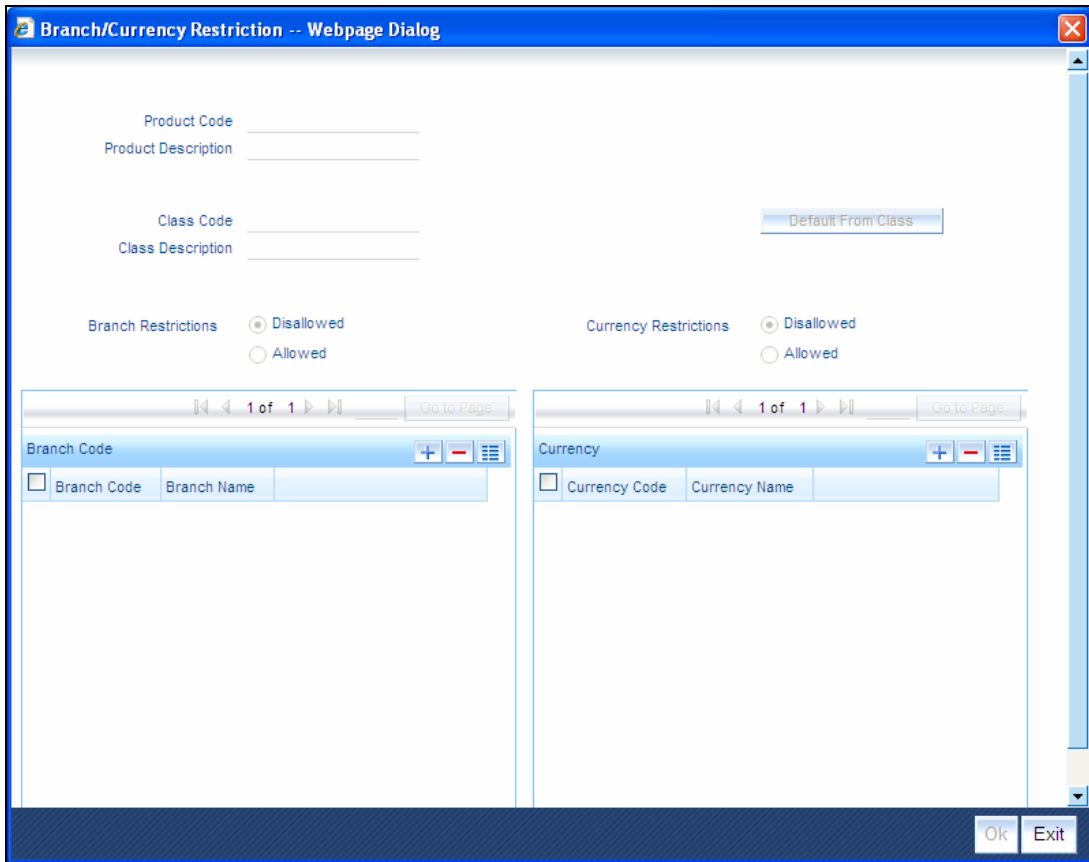 Branch/Currency Restriction -- Webpage Dialog
Product Code
Product Description
Class Code
Default From Class
Class Description
Branch Restrictions
Disallowed
Allowed
Currency Restrictions
Disallowed
Allowed
1 of 1
Go to Page
Branch Code
Branch Code
Branch Name
1 of 1
Go to Page
Currency
Currency Code
Currency Name
Ok
Exit